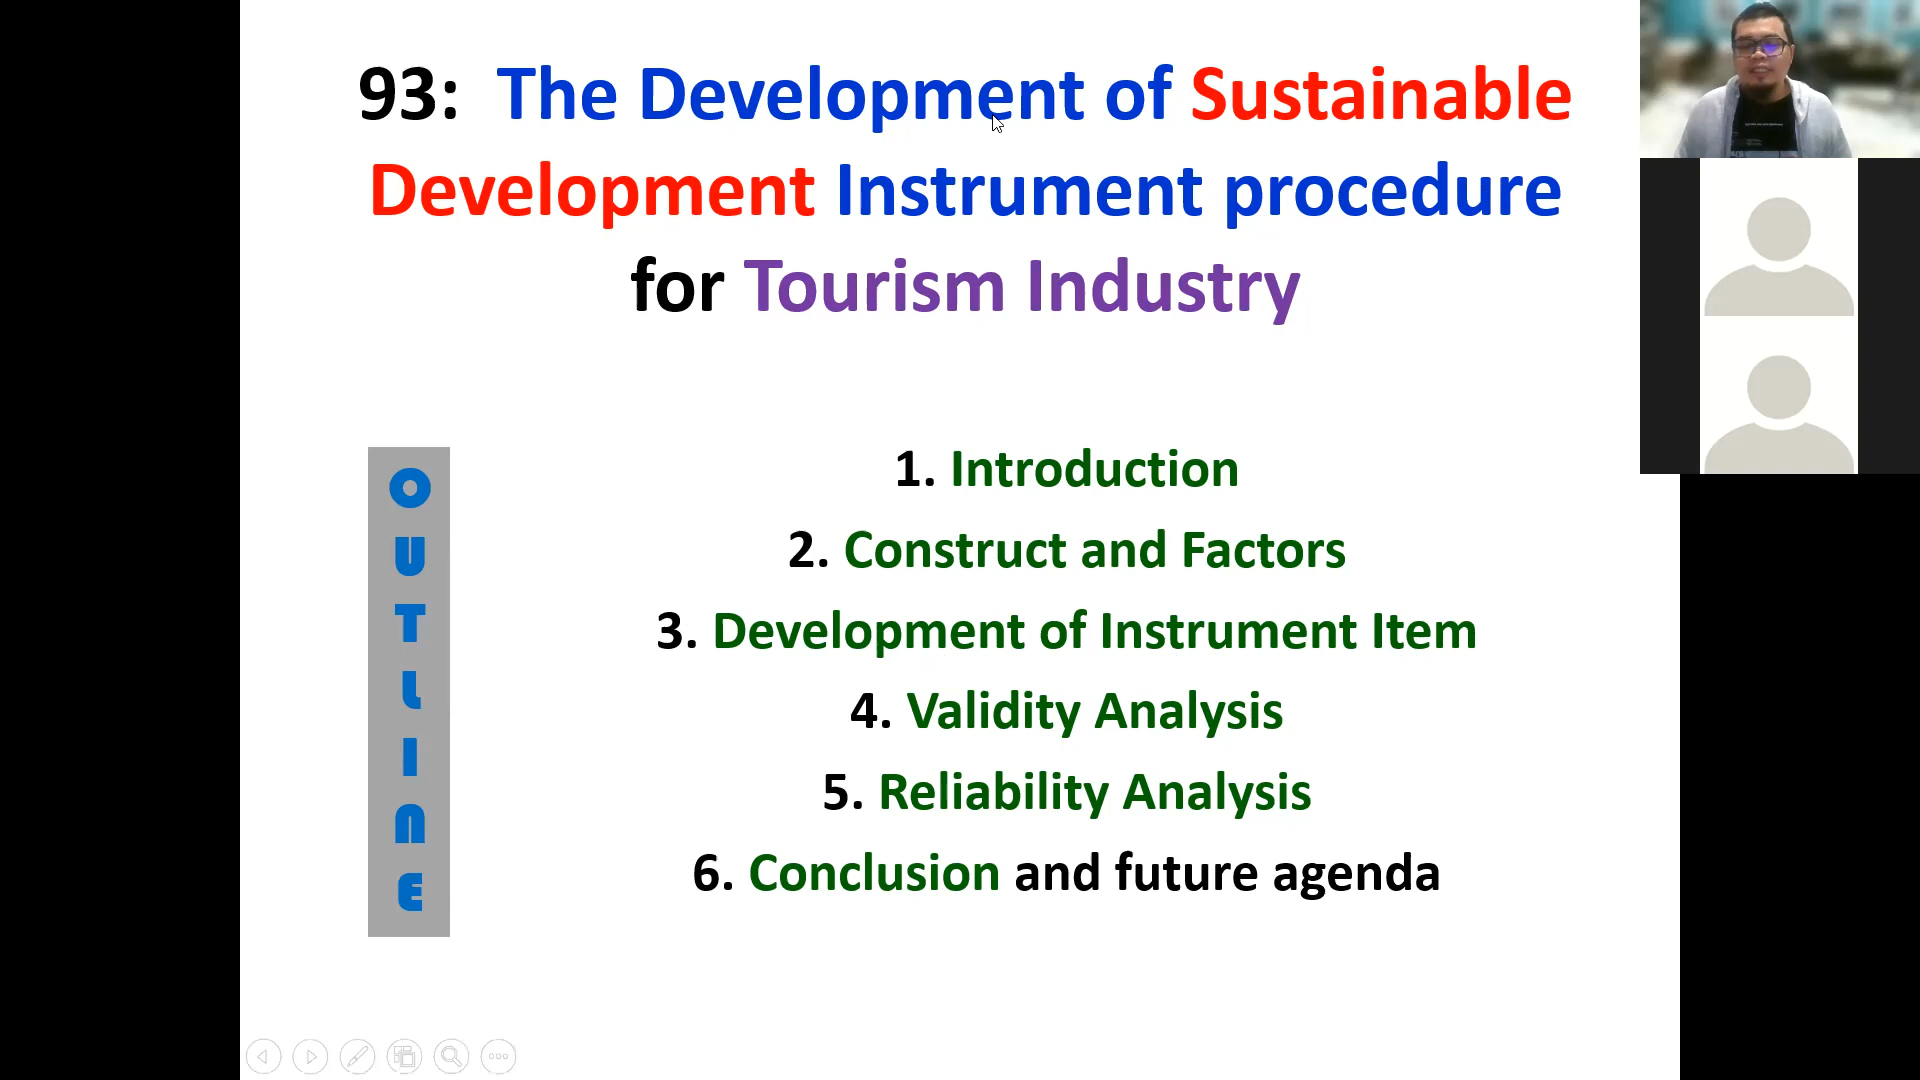 93: The Development of Sustainable
Development Instrument procedure
for Tourism Industry
OUTLINE
1. Introduction
2. Construct and Factors
3. Development of Instrument Item
4. Validity Analysis
5. Reliability Analysis
6. Conclusion and future agenda